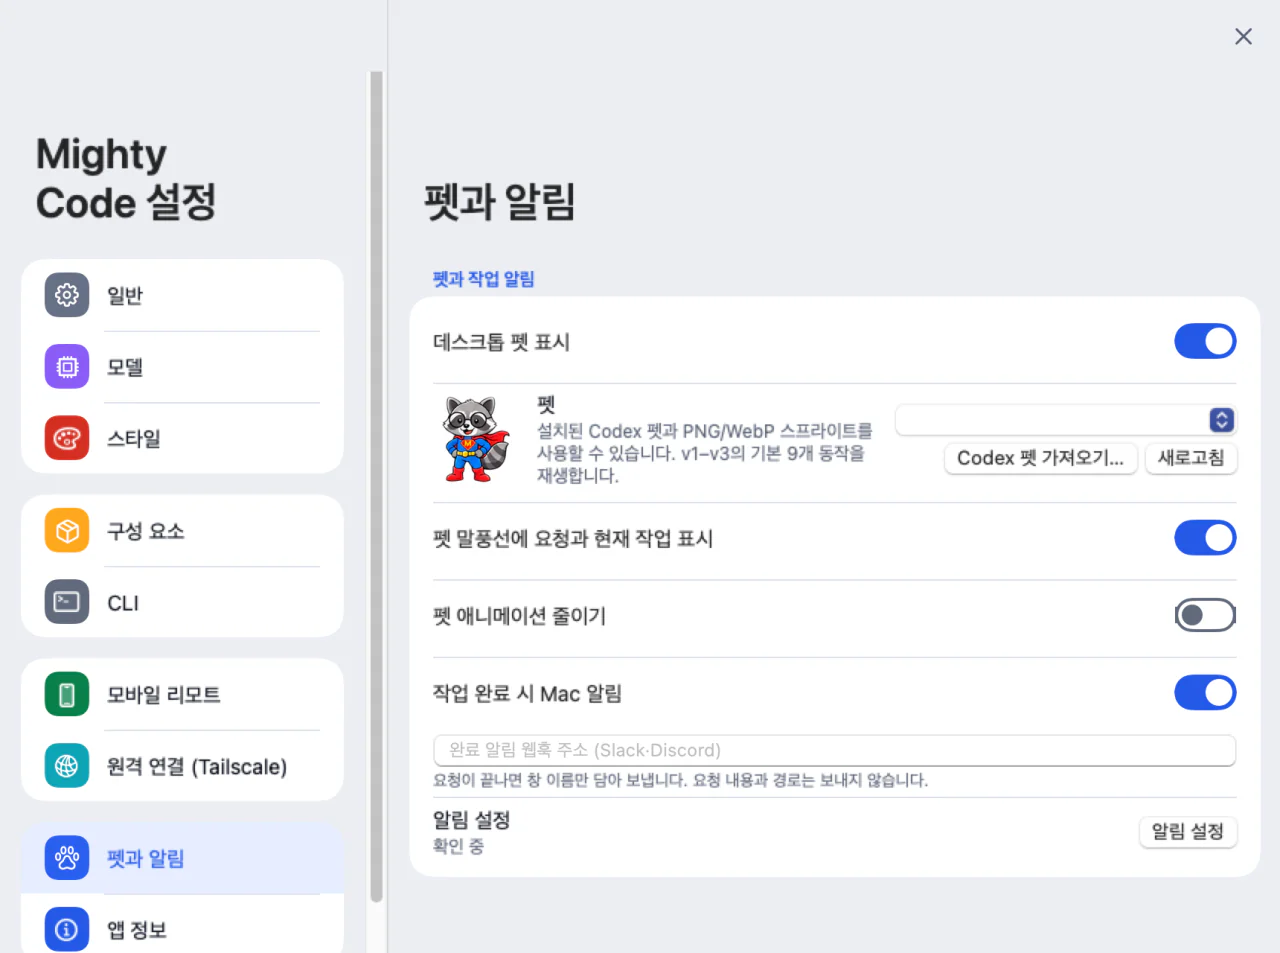 Mighty
Code 설정
일반
모델
스타일
구성 요소
CLI
모바일 리모트
원격 연결 (Tailscale)
펫과 알림
앱 정보
펫과 알림
펫과 작업 알림
데스크톱 펫 표시
펫
설치된 Codex 펫과 PNG/WebP 스프라이트를
사용할 수 있습니다. v1–v3의 기본 9개 동작을
재생합니다.
Codex 펫 가져오기...
새로고침
펫 말풍선에 요청과 현재 작업 표시
펫 애니메이션 줄이기
작업 완료 시 Mac 알림
완료 알림 웹훅 주소 (Slack·Discord)
요청이 끝나면 창 이름만 담아 보냅니다. 요청 내용과 경로는 보내지 않습니다.
알림 설정
확인 중
알림 설정